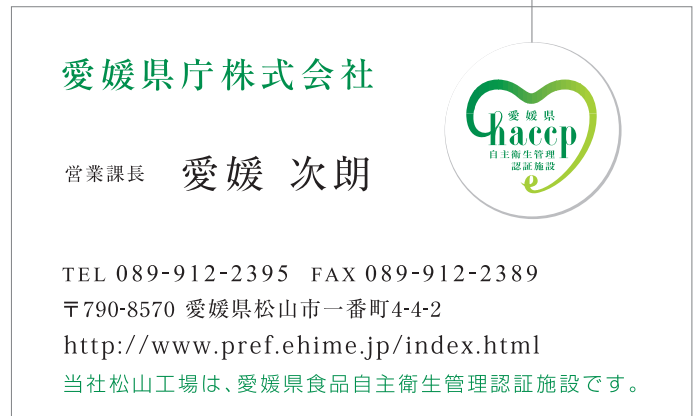 愛媛県庁株式会社
愛媛県
haccp
自主衛生管理
認証施設
e
営業課長 愛媛 次朗
TEL 089-912-2395 FAX 089-912-2389
〒790-8570 愛媛県松山市一番町4-4-2
http://www.pref.ehime.jp/index.html
当社松山工場は、愛媛県食品自主衛生管理認証施設です。